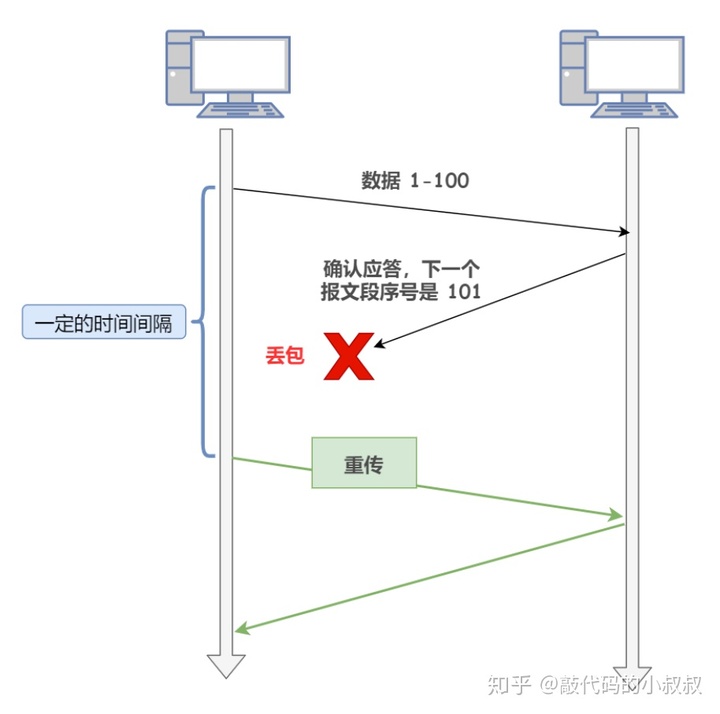 数据 1-100
确认应答，下一个
报文段序号是 101
一定的时间间隔
丢包
重传
知乎 @敲代码的小叔叔